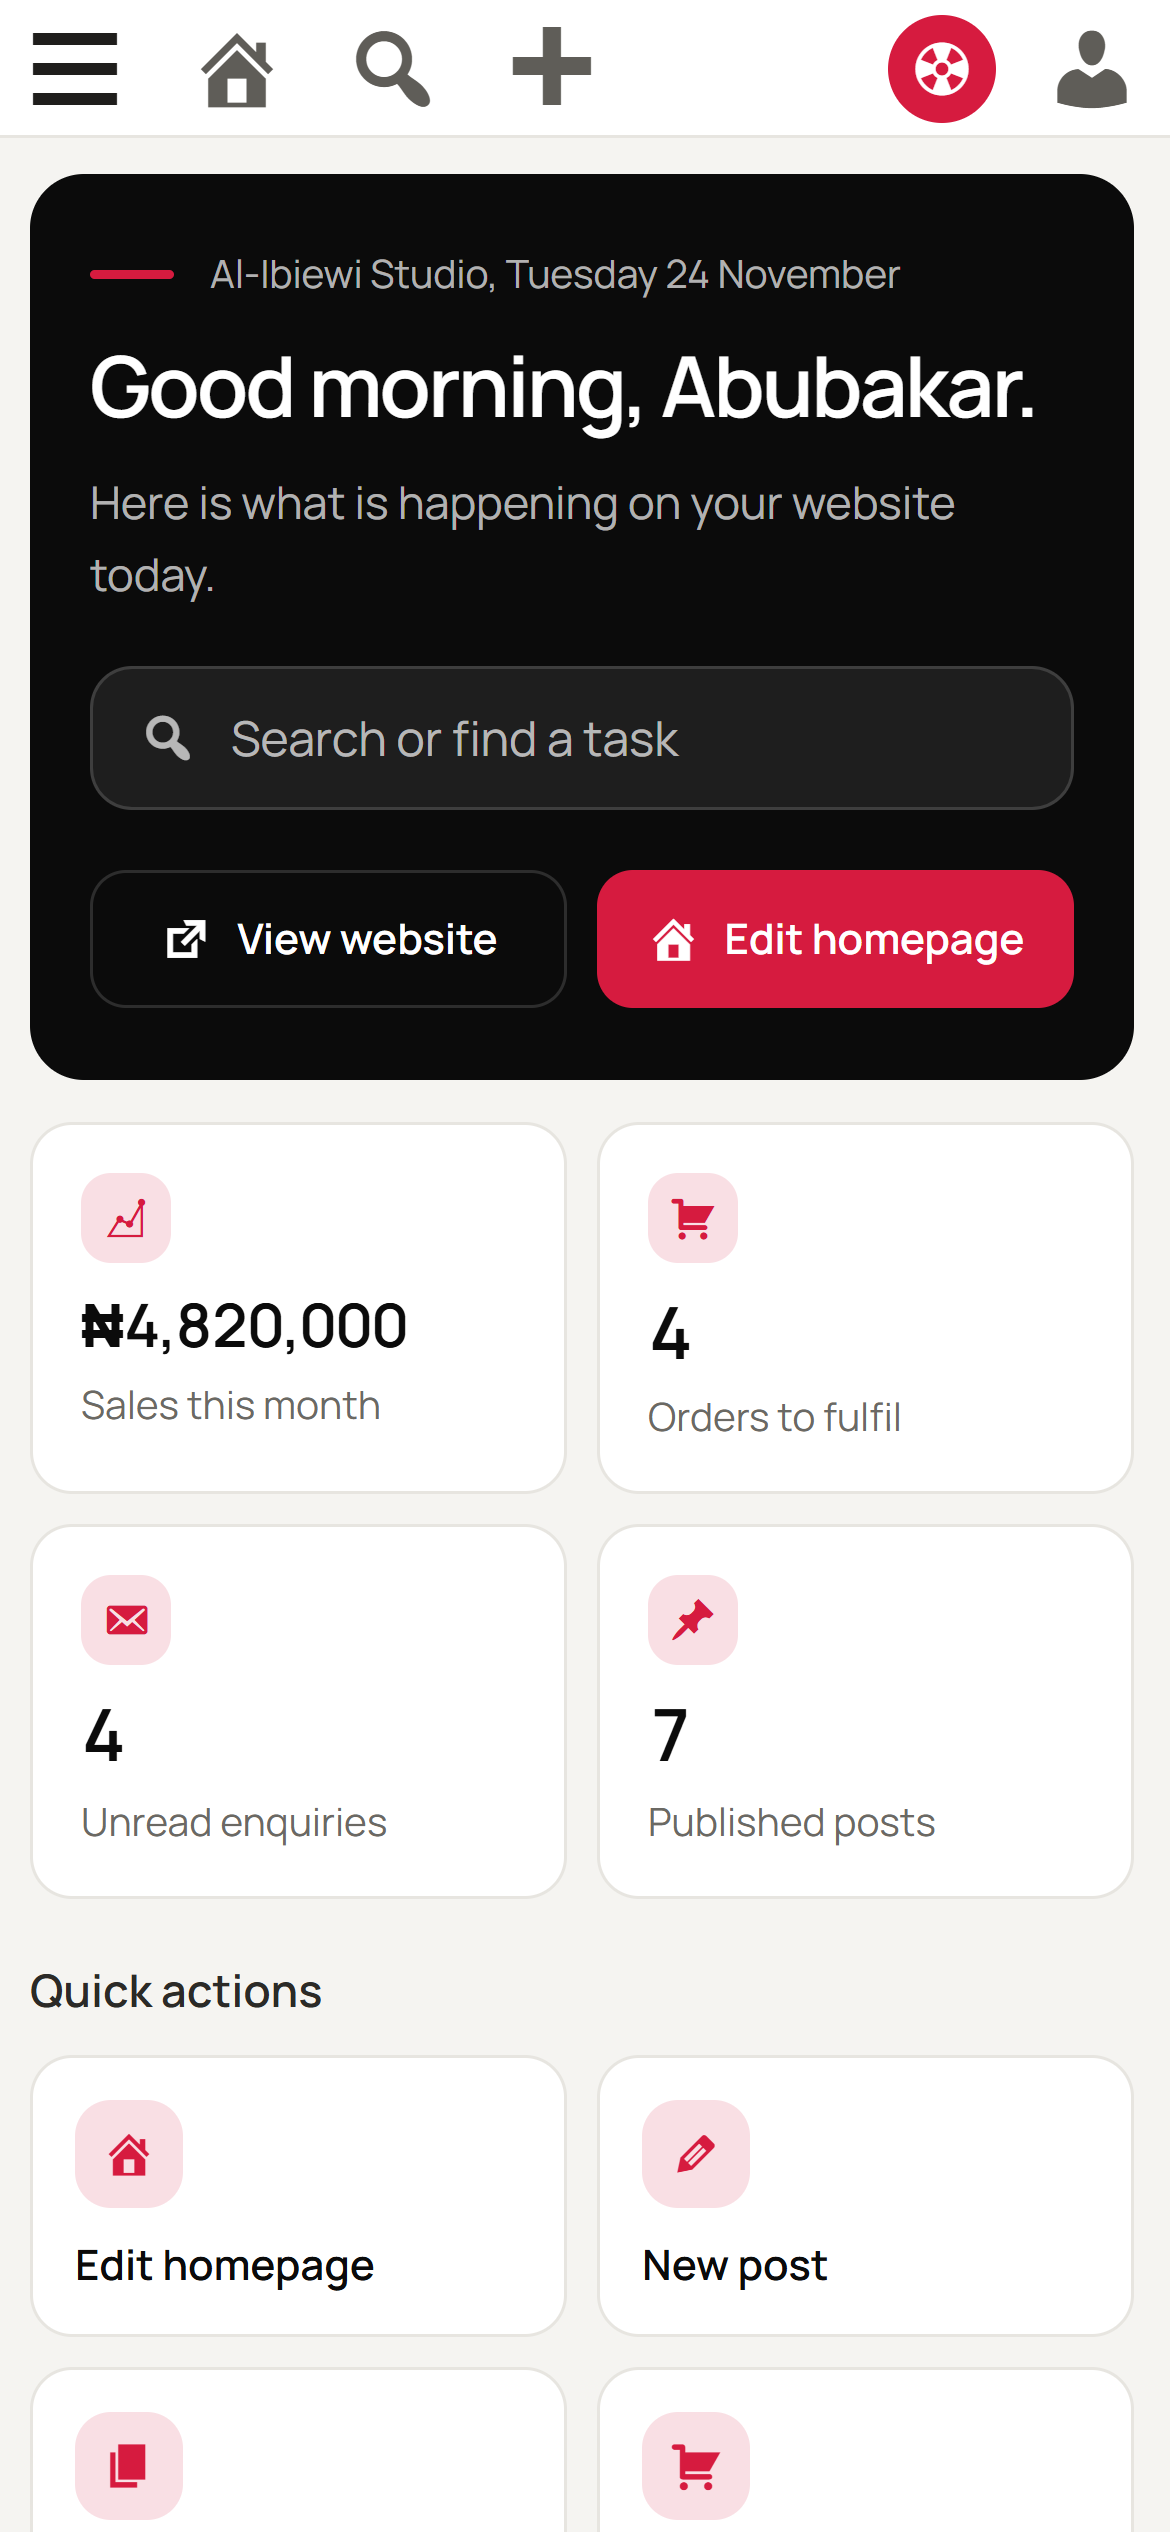 Al-Ibiewi Studio, Tuesday 24 November
Good morning, Abubakar.
Here is what is happening on your website
today.
Search or find a task
View website
Edit homepage
₦4,820,000
Sales this month
4
Orders to fulfil
4
Unread enquiries
7
Published posts
Quick actions
Edit homepage
New post